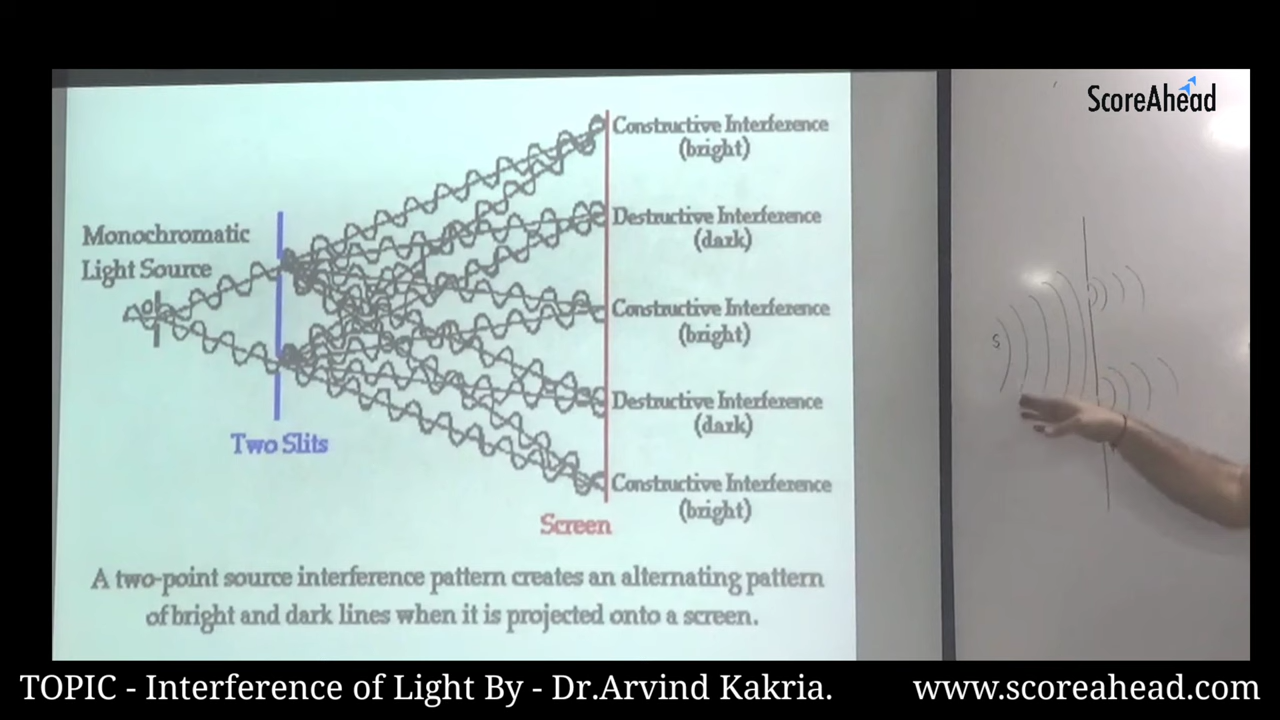 ScoreAhead
Constructive Interference
(bright)
Destructive Interference
(dark)
Monochromatic
Light Source
Constructive Interference
(bright)
Destructive Interference
(dark)
Two Slits
Constructive Interference
(bright)
Screen
A two-point source interference pattern creates an alternating pattern
of bright and dark lines when it is projected onto a screen.
S
TOPIC - Interference of Light By - Dr.Arvind Kakria.
www.scoreahead.com